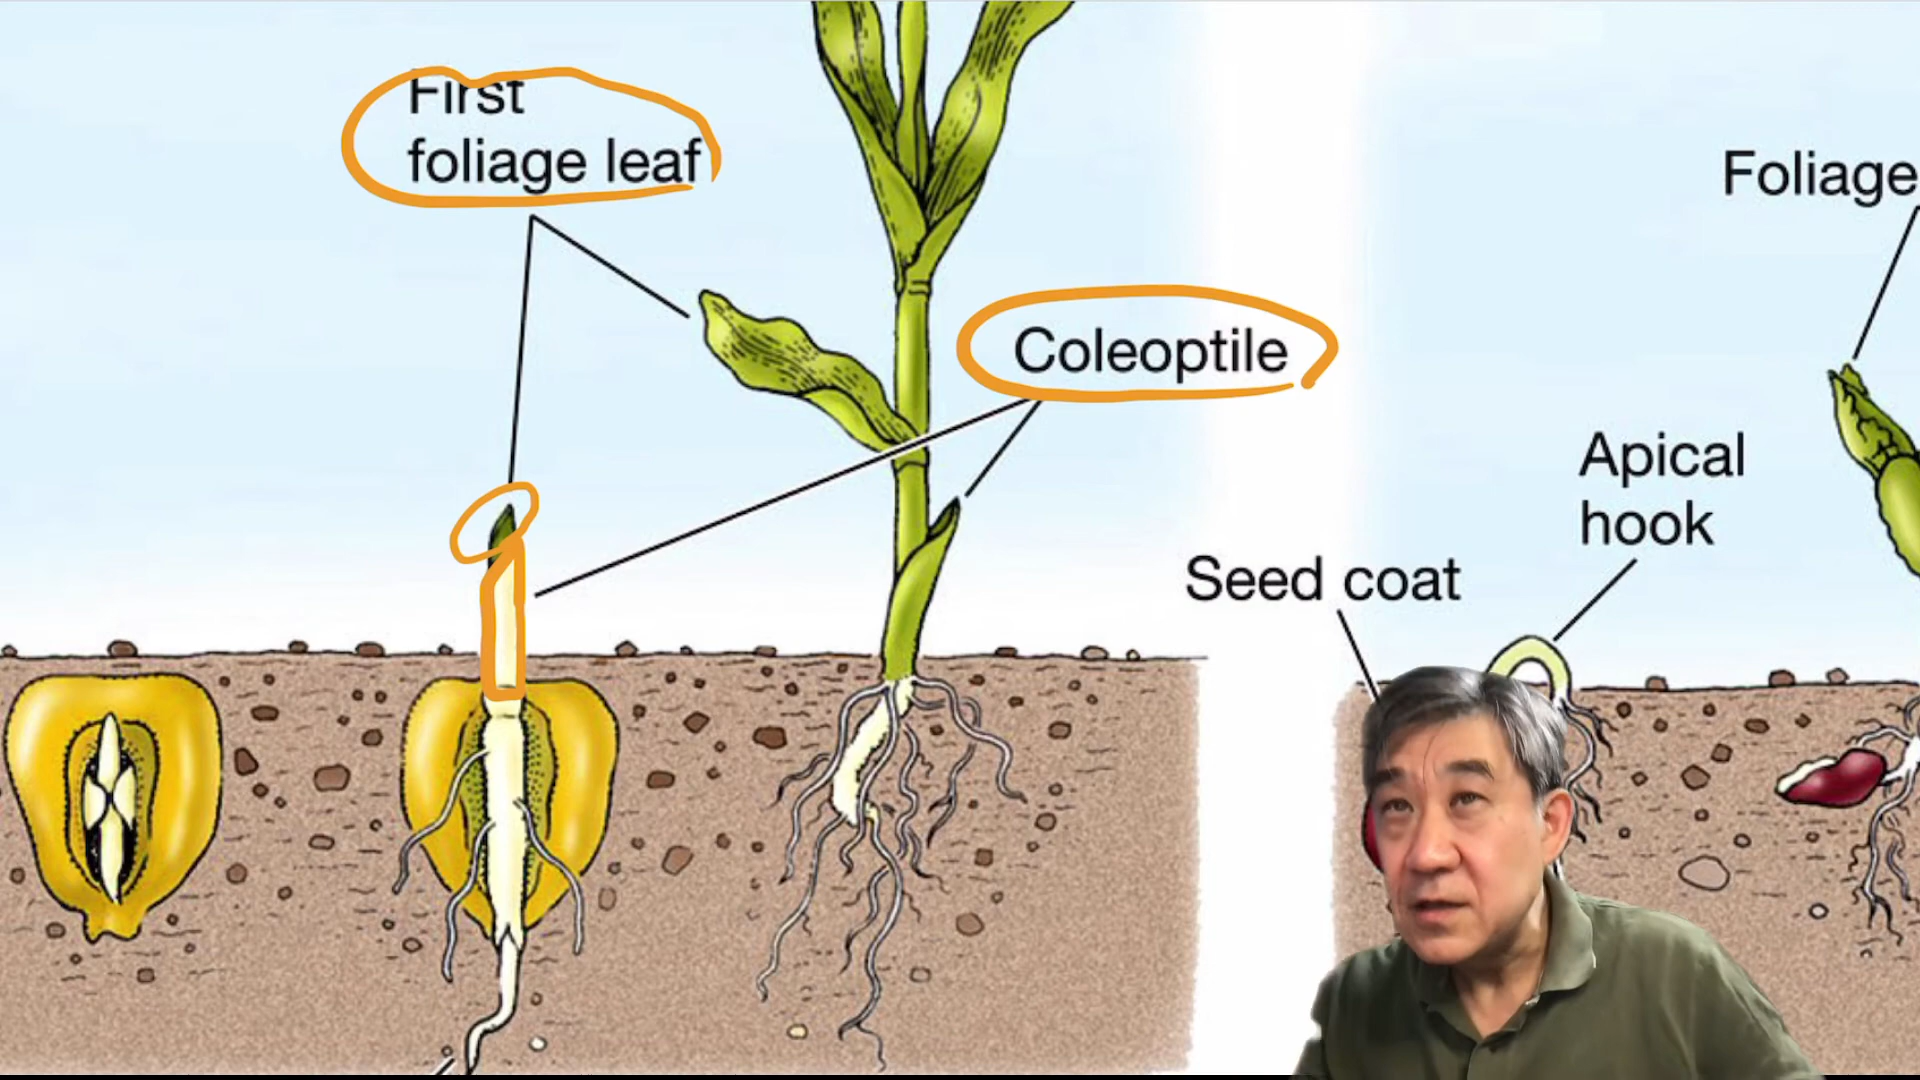 First
foliage leaf
Coleoptile
Foliage
Apical
hook
Seed coat